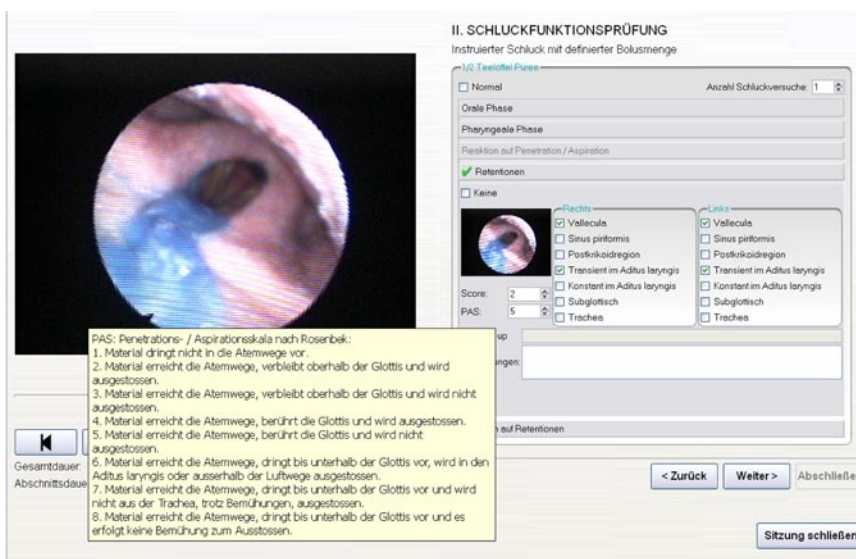 II. SCHLUCKFUNKTIONSPRÜFUNG
Instruierter Schluck mit definierter Bolusmenge
1/2 Teelöffel Püree
Normal
Anzahl Schluckversuche: 1
Orale Phase
Pharyngeale Phase
Reaktion auf Penetration / Aspiration
Retentionen
Keine
Rechts
Vallecula
Sinus piriformis
Postkrikoidregion
Transient im Aditus laryngis
Konstant im Aditus laryngis
Subglottisch
Trachea
Links
Vallecula
Sinus piriformis
Postkrikoidregion
Transient im Aditus laryngis
Konstant im Aditus laryngis
Subglottisch
Trachea
Score: 2
PAS: 5
up
ungen:
auf Retentionen
PAS: Penetrations- / Aspirationsskala nach Rosenbek:
1. Material dringt nicht in die Atemwege vor.
2. Material erreicht die Atemwege, verbleibt oberhalb der Glottis und wird
ausgestossen.
3. Material erreicht die Atemwege, verbleibt oberhalb der Glottis und wird nicht
ausgestossen.
4. Material erreicht die Atemwege, berührt die Glottis und wird ausgestossen.
5. Material erreicht die Atemwege, berührt die Glottis und wird nicht
ausgestossen.
6. Material erreicht die Atemwege, dringt bis unterhalb der Glottis vor, wird in den
Aditus laryngis oder ausserhalb der Luftwege ausgestossen.
7. Material erreicht die Atemwege, dringt bis unterhalb der Glottis vor und wird
nicht aus der Trachea, trotz Bemühungen, ausgestossen.
8. Material erreicht die Atemwege, dringt bis unterhalb der Glottis vor und es
erfolgt keine Bemühung zum Ausstossen.
Gesamtdauer:
Abschnittsdaue
< Zurück
Weiter >
Abschließe
Sitzung schließen